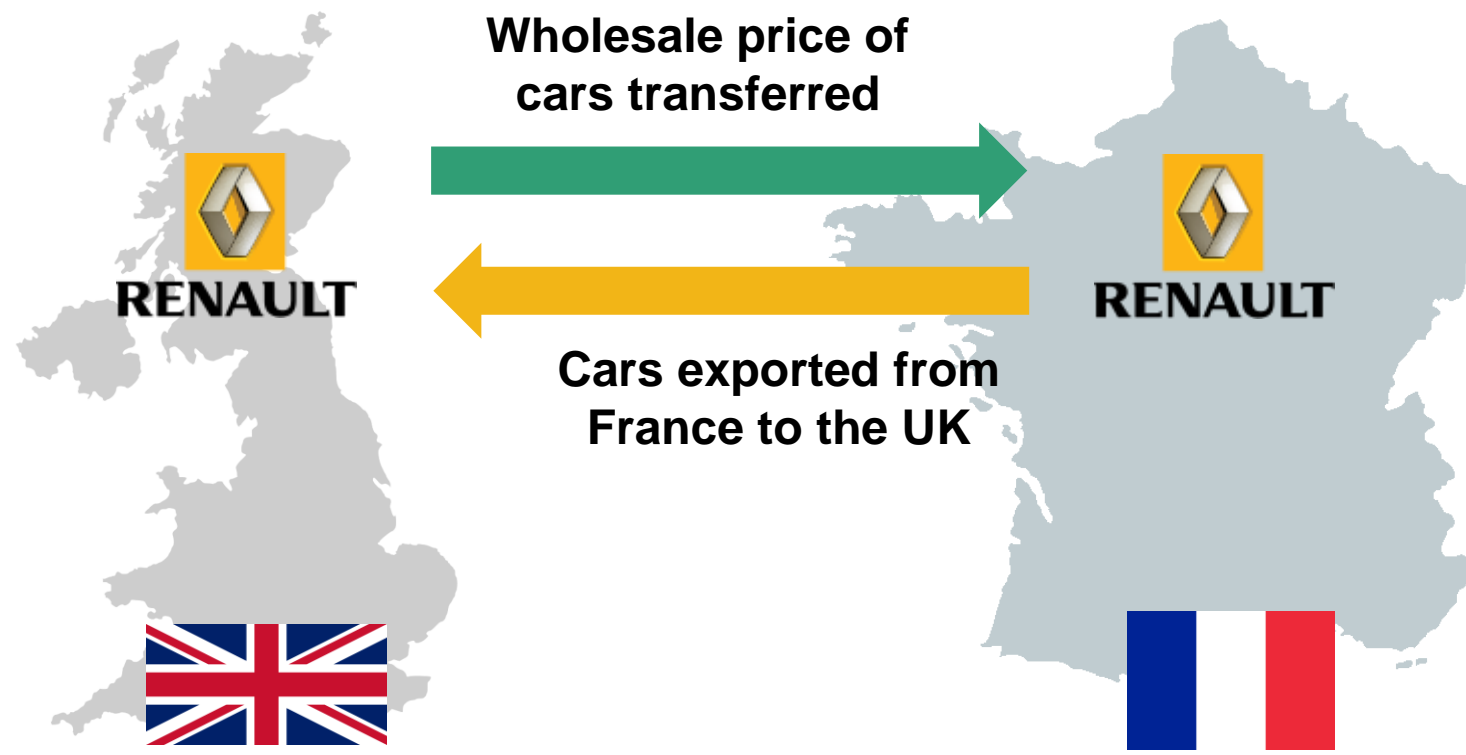 Wholesale price of
cars transferred
RENAULT
RENAULT
Cars exported from
France to the UK